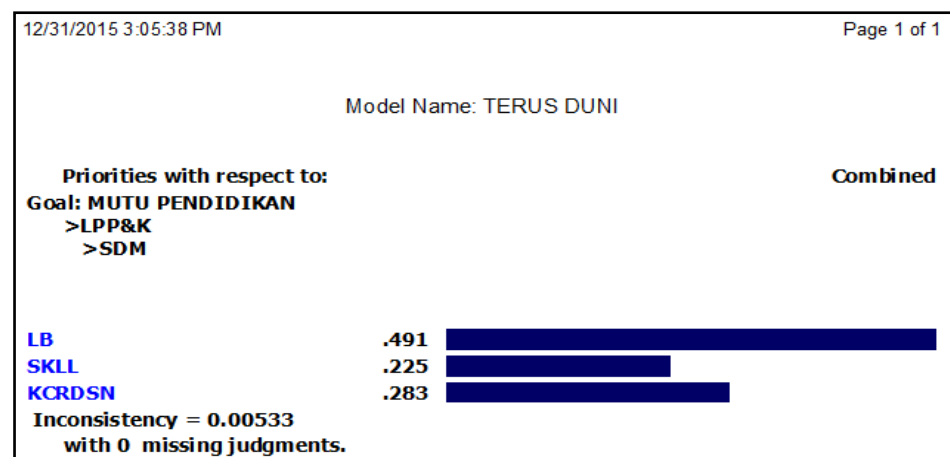 12/31/2015 3:05:38 PM Page 1 of 1
Model Name: TERUS DUNI
Priorities with respect to: Combined
Goal: MUTU PENDIDIKAN
>LPP&K
>SDM
LB .491
SKLL .225
KCRDSN .283
Inconsistency = 0.00533
with 0 missing judgments.